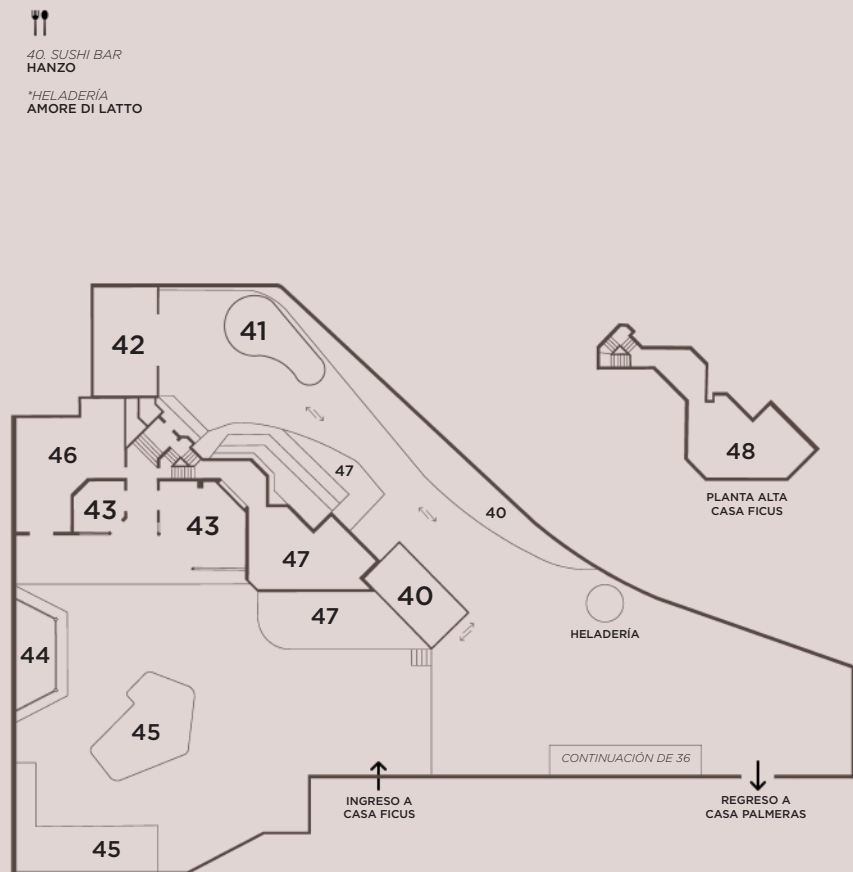 40. SUSHI BAR
HANZO
*HELADERÍA
AMORE DI LATTO
41
42
46
47
48
43
43
40
PLANTA ALTA
CASA FICUS
47
40
47
HELADERÍA
44
45
CONTINUACIÓN DE 36
INGRESO A
CASA FICUS
REGRESO A
CASA PALMERAS
45